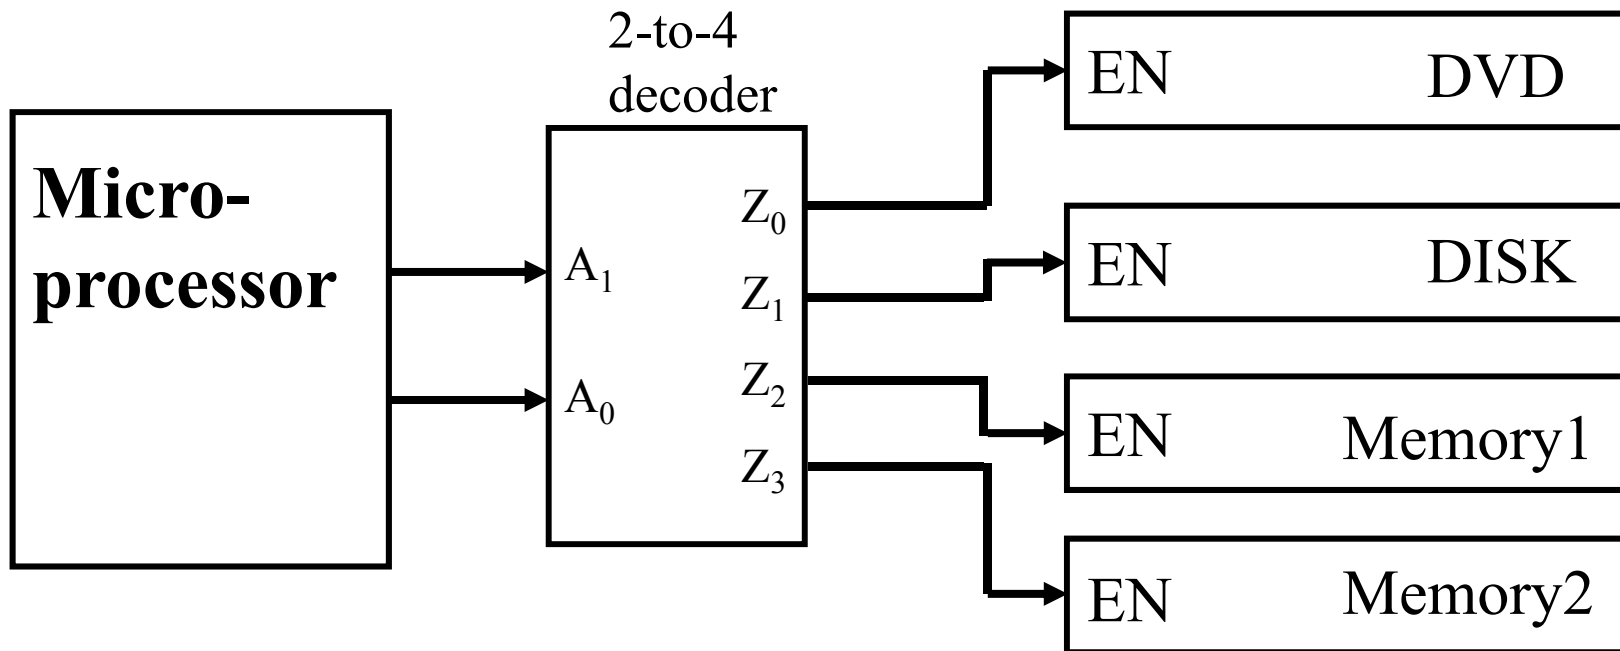 2-to-4
decoder
Micro-
processor
A₁
A₀
Z₀
Z₁
Z₂
Z₃
EN DVD
EN DISK
EN Memory1
EN Memory2